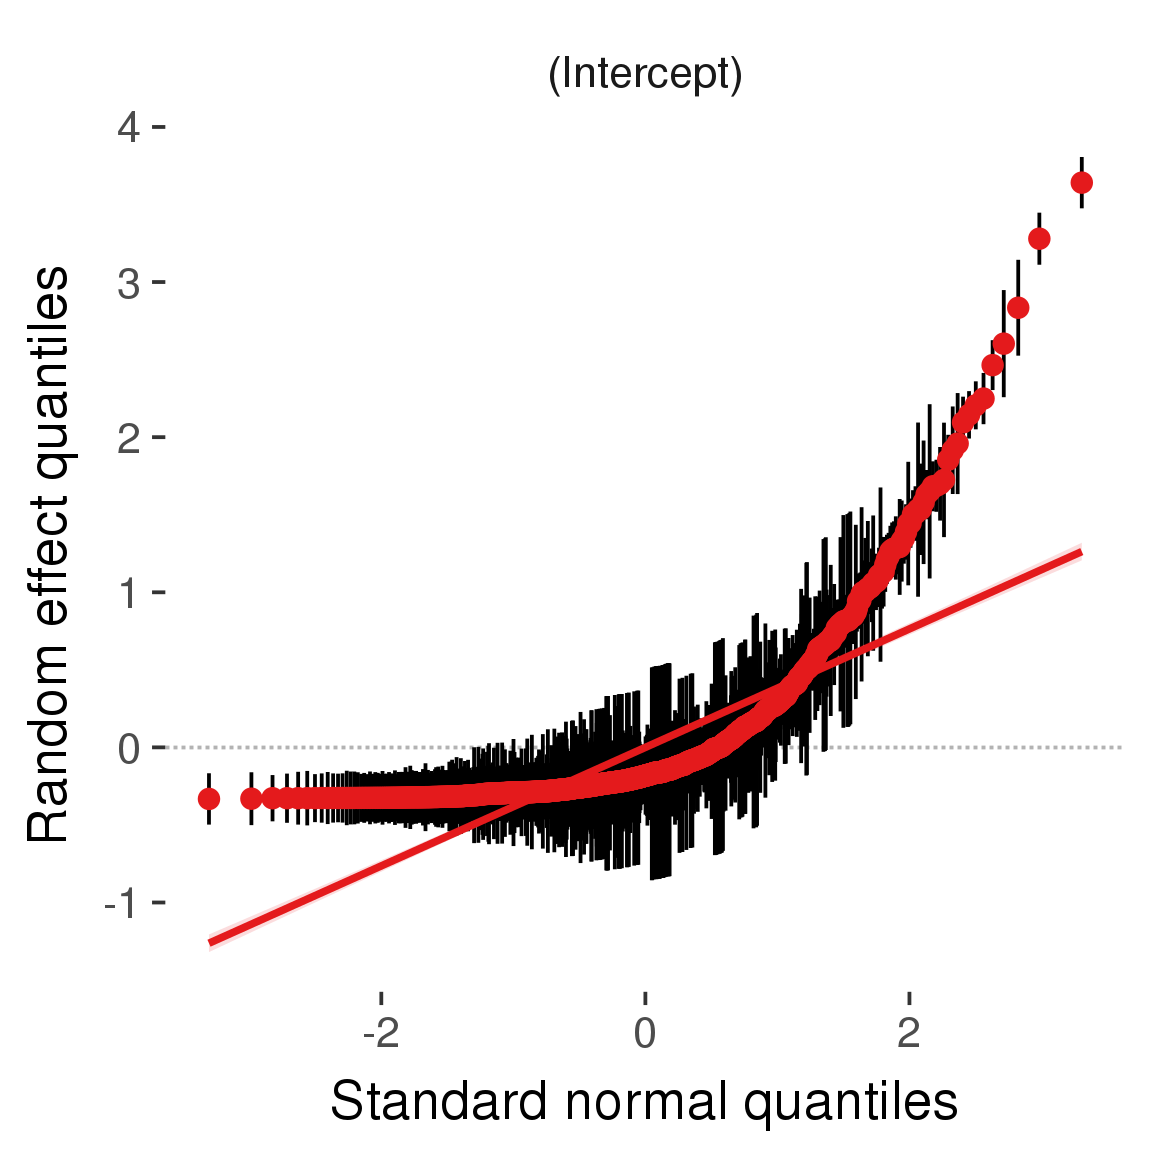 (Intercept)
4
3
2
1
0
-1
Random effect quantiles
-2 0 2
Standard normal quantiles